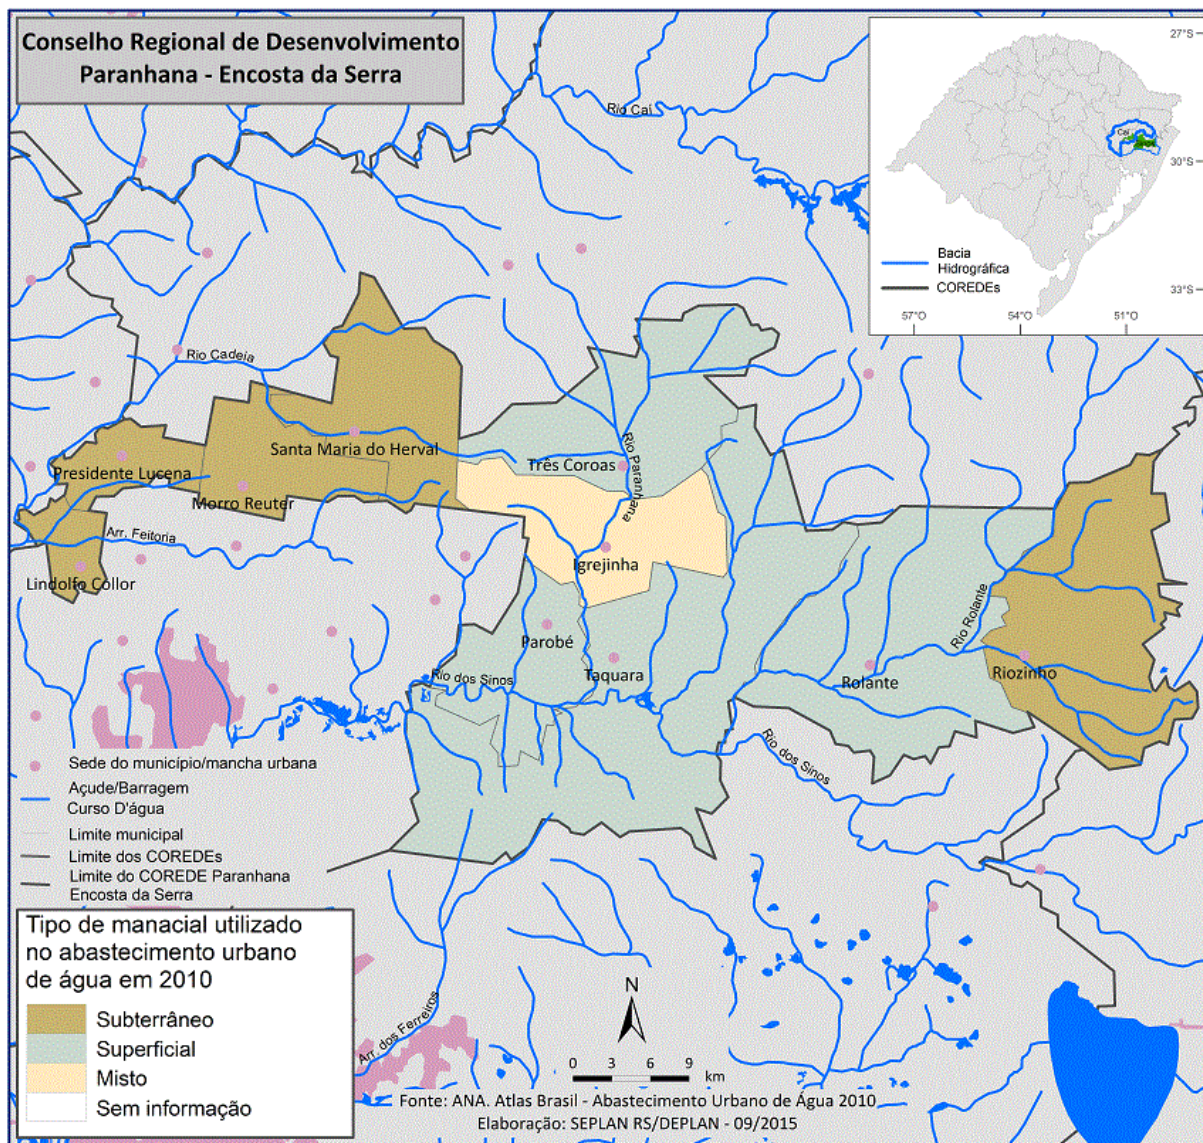 Conselho Regional de Desenvolvimento
Paranhana - Encosta da Serra
27°S
30°S
33°S
57°O
54°O
51°O
Caí
Bacia
Hidrográfica
COREDEs
Rio Caí
Rio Cadeia
Santa Maria do Herval
Presidente Lucena
Morro Reuter
Arr. Feitoria
Lindolfo Collor
Três Coroas
Rio Paranhana
Igrejinha
Parobé
Taquara
Rio dos Sinos
Rolante
Rio Rolante
Riozinho
Rio dos Sinos
Sede do município/mancha urbana
Açude/Barragem
Curso D'água
Limite municipal
Limite dos COREDEs
Limite do COREDE Paranhana
Encosta da Serra
Tipo de manacial utilizado
no abastecimento urbano
de água em 2010
Subterrâneo
Superficial
Misto
Sem informação
Arr. dos Ferreiros
N
0 3 6 9
km
Fonte: ANA. Atlas Brasil - Abastecimento Urbano de Água 2010
Elaboração: SEPLAN RS/DEPLAN - 09/2015